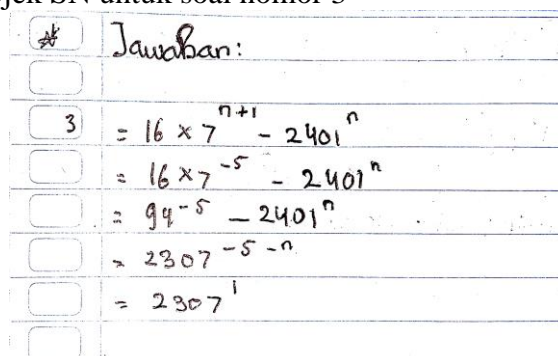 jek SN untuk soal nomor 3
Jawaban:
3 = 16 × 7^{n+1} - 2401^n
= 16 × 7^{-5} - 2401^n
= 94^{-5} - 2401^n
= 2307^{-5-n}
= 2307^1